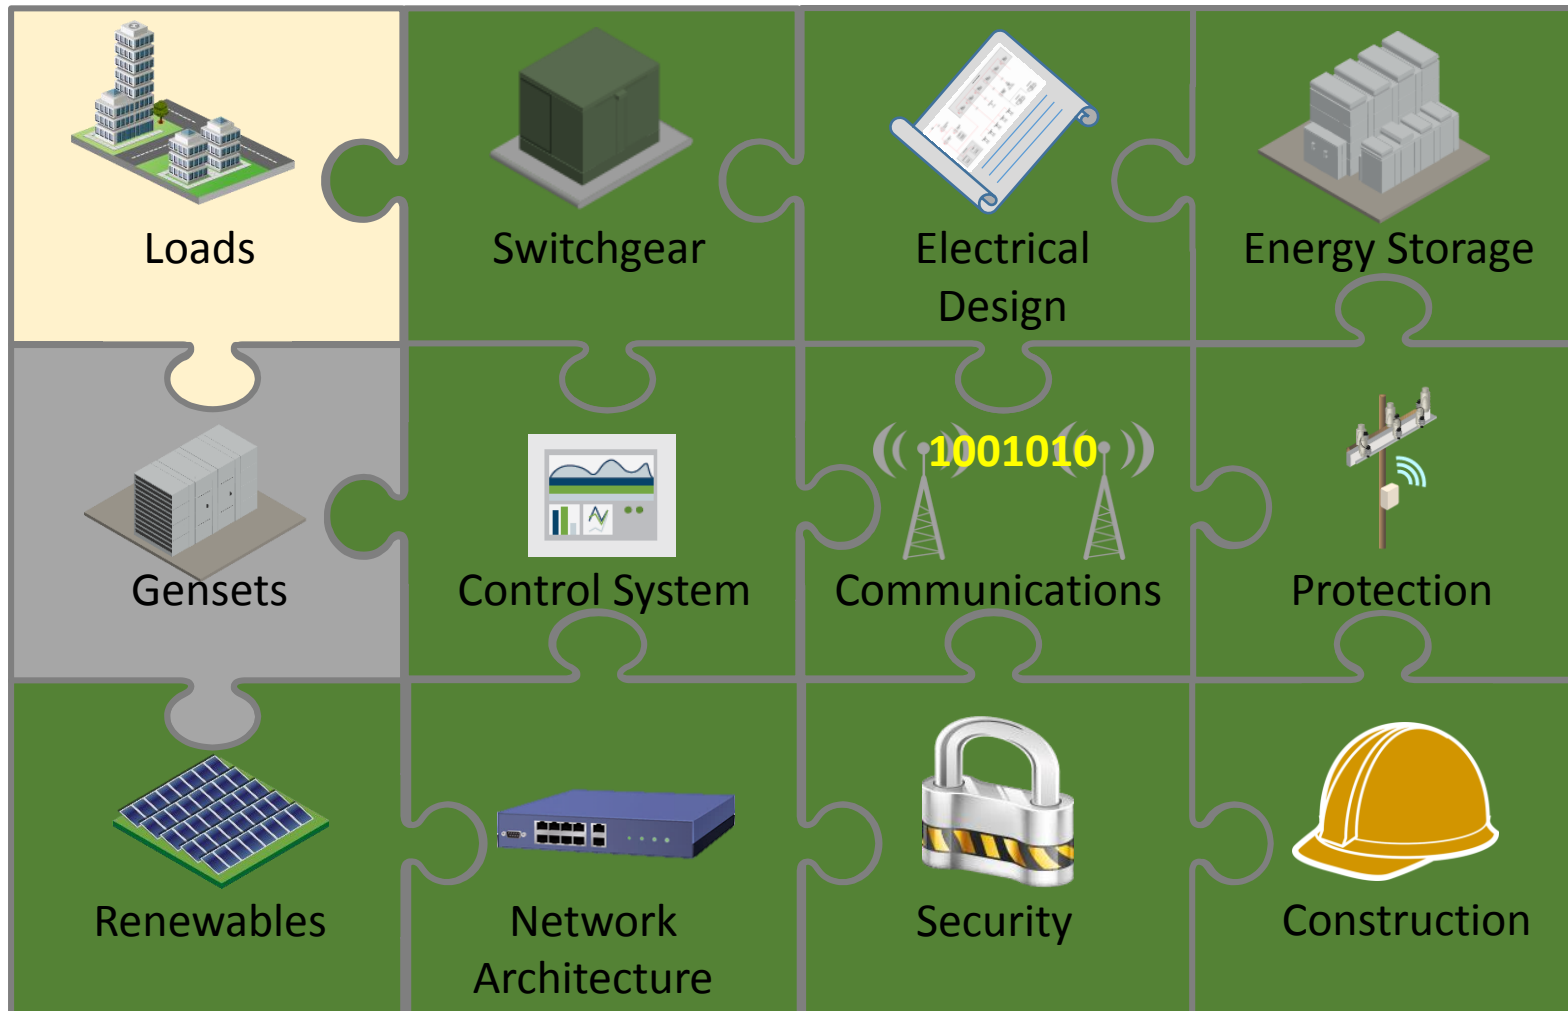 Loads
Switchgear
Electrical
Design
Energy Storage
Gensets
Control System
1001010
Communications
Protection
Renewables
Network
Architecture
Security
Construction